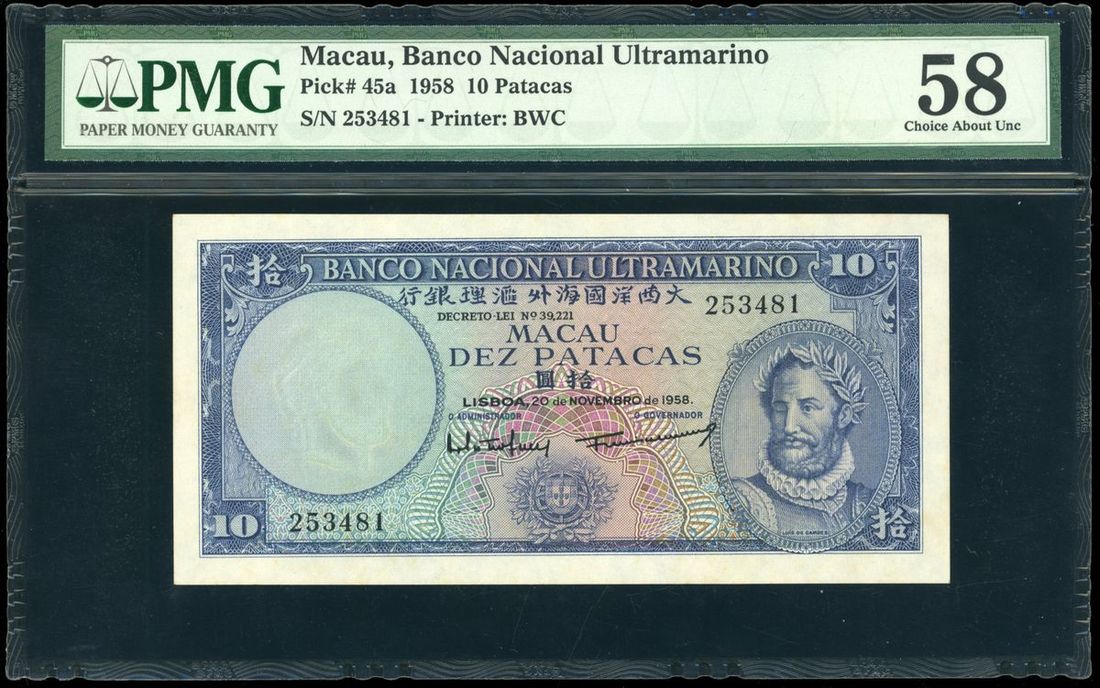 PMG
PAPER MONEY GUARANTY
Macau, Banco Nacional Ultramarino
Pick# 45a 1958 10 Patacas
S/N 253481 - Printer: BWC
58
Choice About Unc
拾 BANCO NACIONAL ULTRAMARINO 10
行銀理滙外海國洋西大
253481
DECRETO-LEI Nº 39,221
MACAU
DEZ PATACAS
圓拾
LISBOA, 20 de NOVEMBRO de 1958.
O ADMINISTRADOR O GOVERNADOR
10 253481
LUIS DE CAMÕES
拾